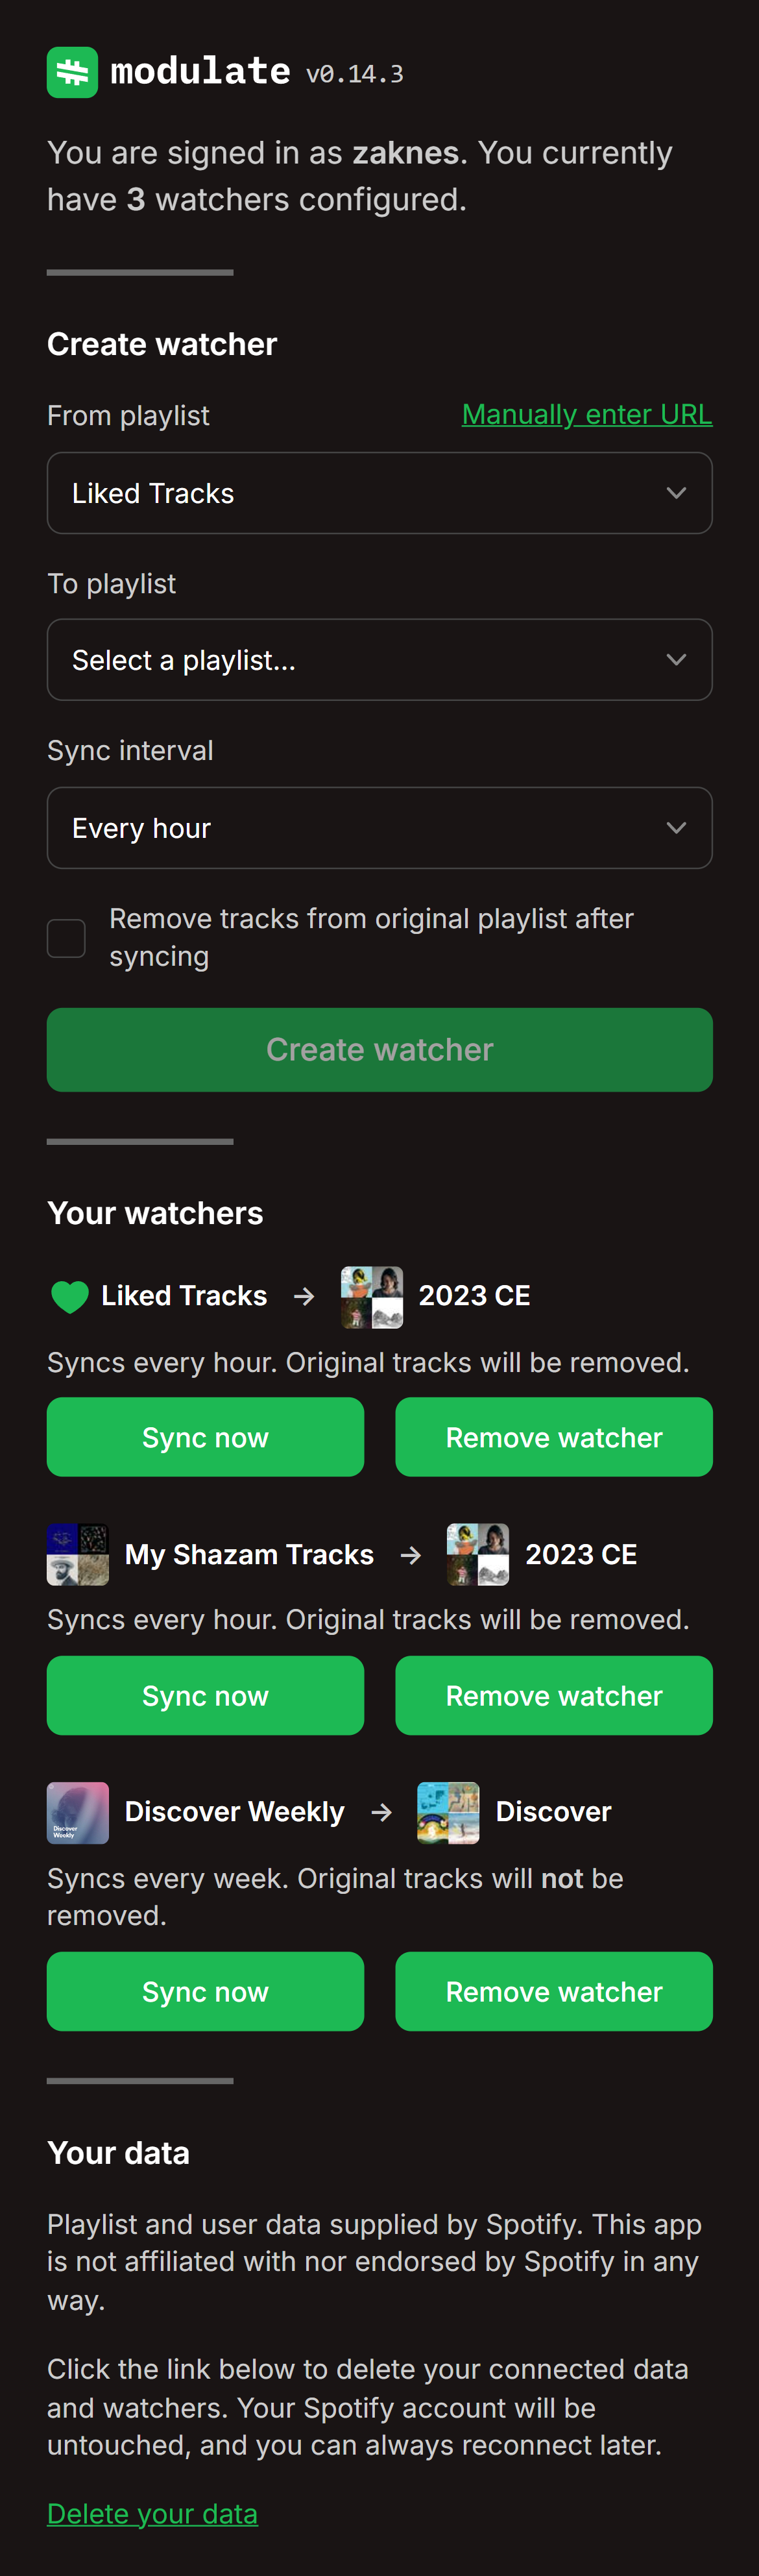 modulate v0.14.3
You are signed in as zaknes. You currently
have 3 watchers configured.
Create watcher
From playlist Manually enter URL
Liked Tracks
To playlist
Select a playlist...
Sync interval
Every hour
Remove tracks from original playlist after
syncing
Create watcher
Your watchers
Liked Tracks → 2023 CE
Syncs every hour. Original tracks will be removed.
Sync now Remove watcher
My Shazam Tracks → 2023 CE
Syncs every hour. Original tracks will be removed.
Sync now Remove watcher
Discover Weekly
Discover Weekly → Discover
Syncs every week. Original tracks will not be
removed.
Sync now Remove watcher
Your data
Playlist and user data supplied by Spotify. This app
is not affiliated with nor endorsed by Spotify in any
way.
Click the link below to delete your connected data
and watchers. Your Spotify account will be
untouched, and you can always reconnect later.
Delete your data